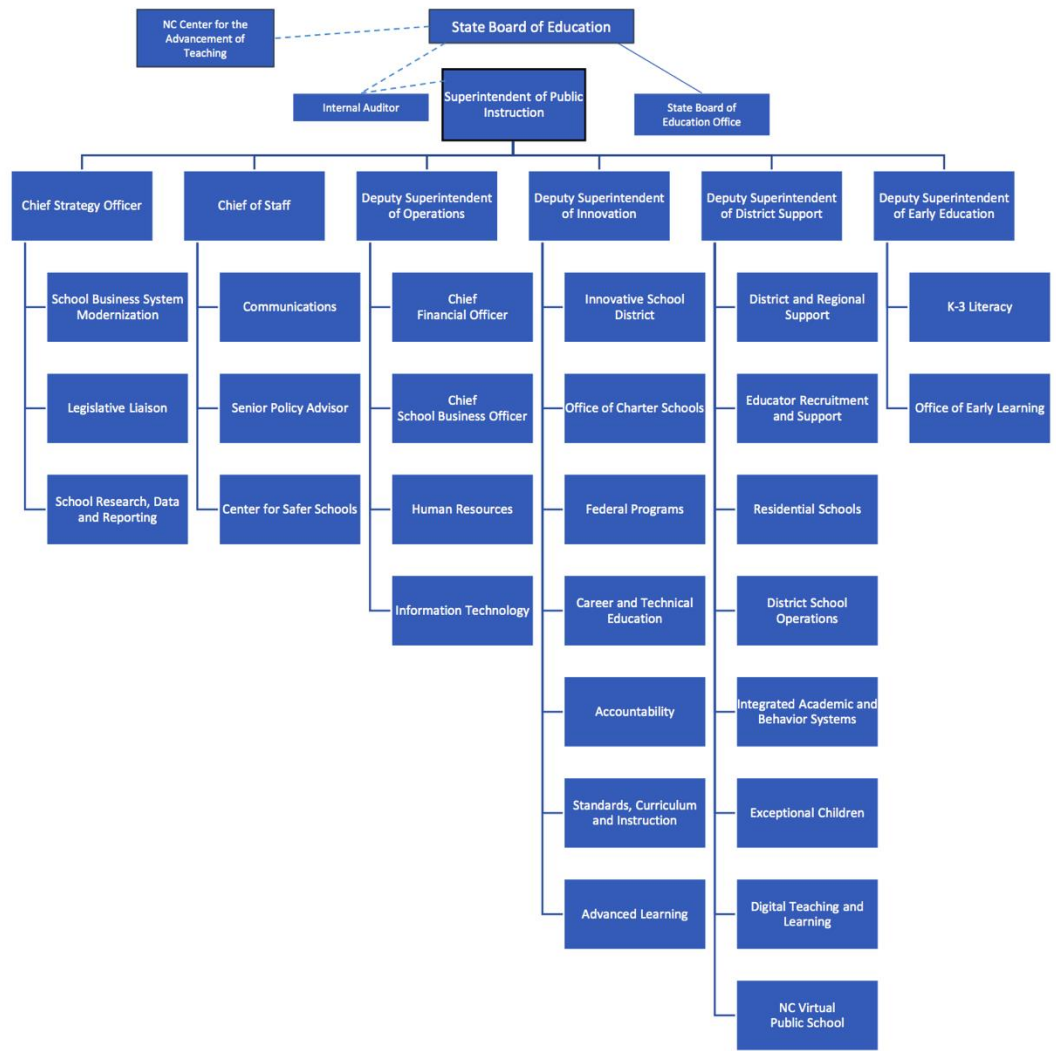 NC Center for the
Advancement of
Teaching
State Board of Education
Internal Auditor
Superintendent of Public
Instruction
State Board of
Education Office
Chief Strategy Officer
Chief of Staff
Deputy Superintendent
of Operations
Deputy Superintendent
of Innovation
Deputy Superintendent
of District Support
Deputy Superintendent
of Early Education
School Business System
Modernization
Communications
Chief
Financial Officer
Innovative School
District
District and Regional
Support
K-3 Literacy
Legislative Liaison
Senior Policy Advisor
Chief
School Business Officer
Office of Charter Schools
Educator Recruitment
and Support
Office of Early Learning
School Research, Data
and Reporting
Center for Safer Schools
Human Resources
Federal Programs
Residential Schools
Information Technology
Career and Technical
Education
District School
Operations
Accountability
Integrated Academic and
Behavior Systems
Standards, Curriculum
and Instruction
Exceptional Children
Advanced Learning
Digital Teaching and
Learning
NC Virtual
Public School